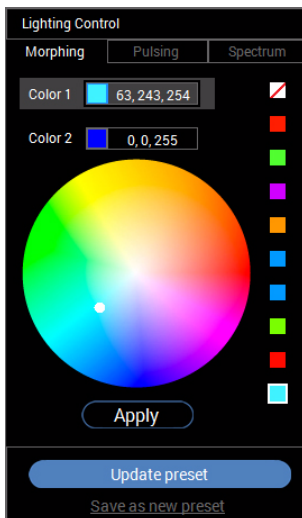 Lighting Control
Morphing Pulsing Spectrum
Color 1 63, 243, 254
Color 2 0, 0, 255
Apply
Update preset
Save as new preset